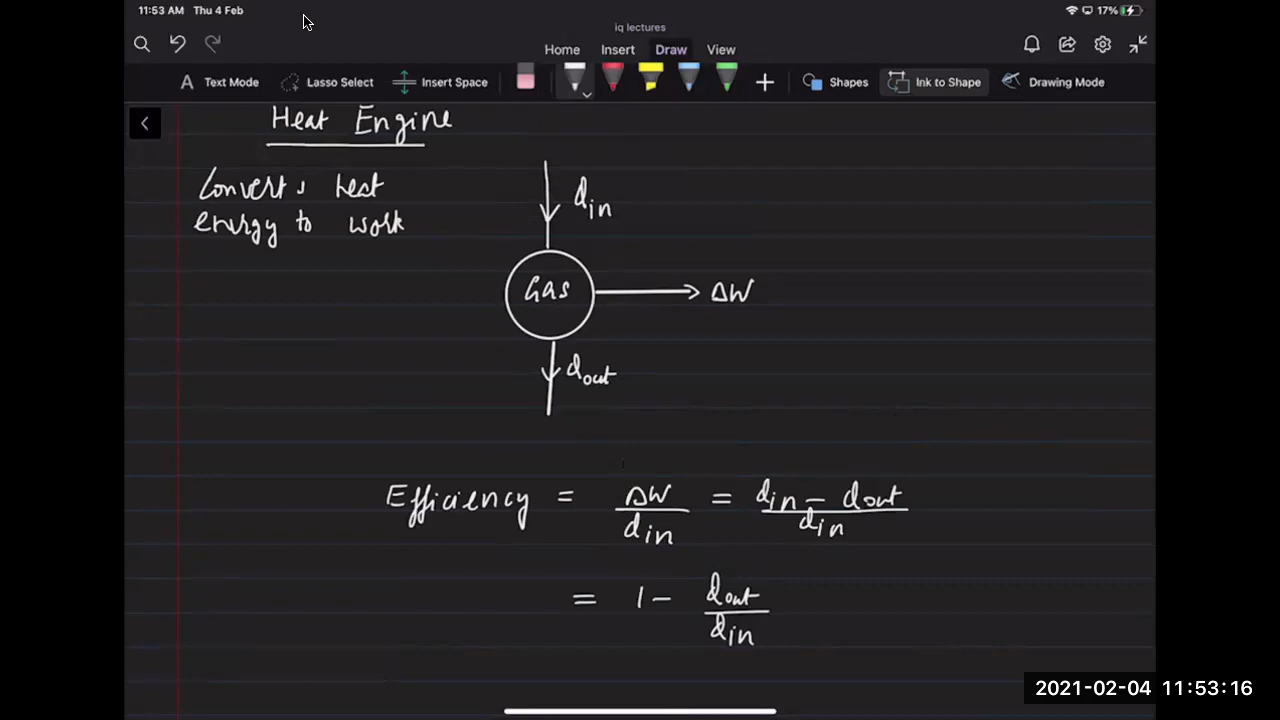 11:53 AM Thu 4 Feb
17%
iq lectures
Home Insert Draw View
Text Mode Lasso Select Insert Space Shapes Ink to Shape Drawing Mode
Heat Engine
Converts heat
energy to work
Qin
Gas → ΔW
Qout
Efficiency = ΔW/Qin = (Qin - Qout)/Qin
= 1 - Qout/Qin
2021-02-04 11:53:16